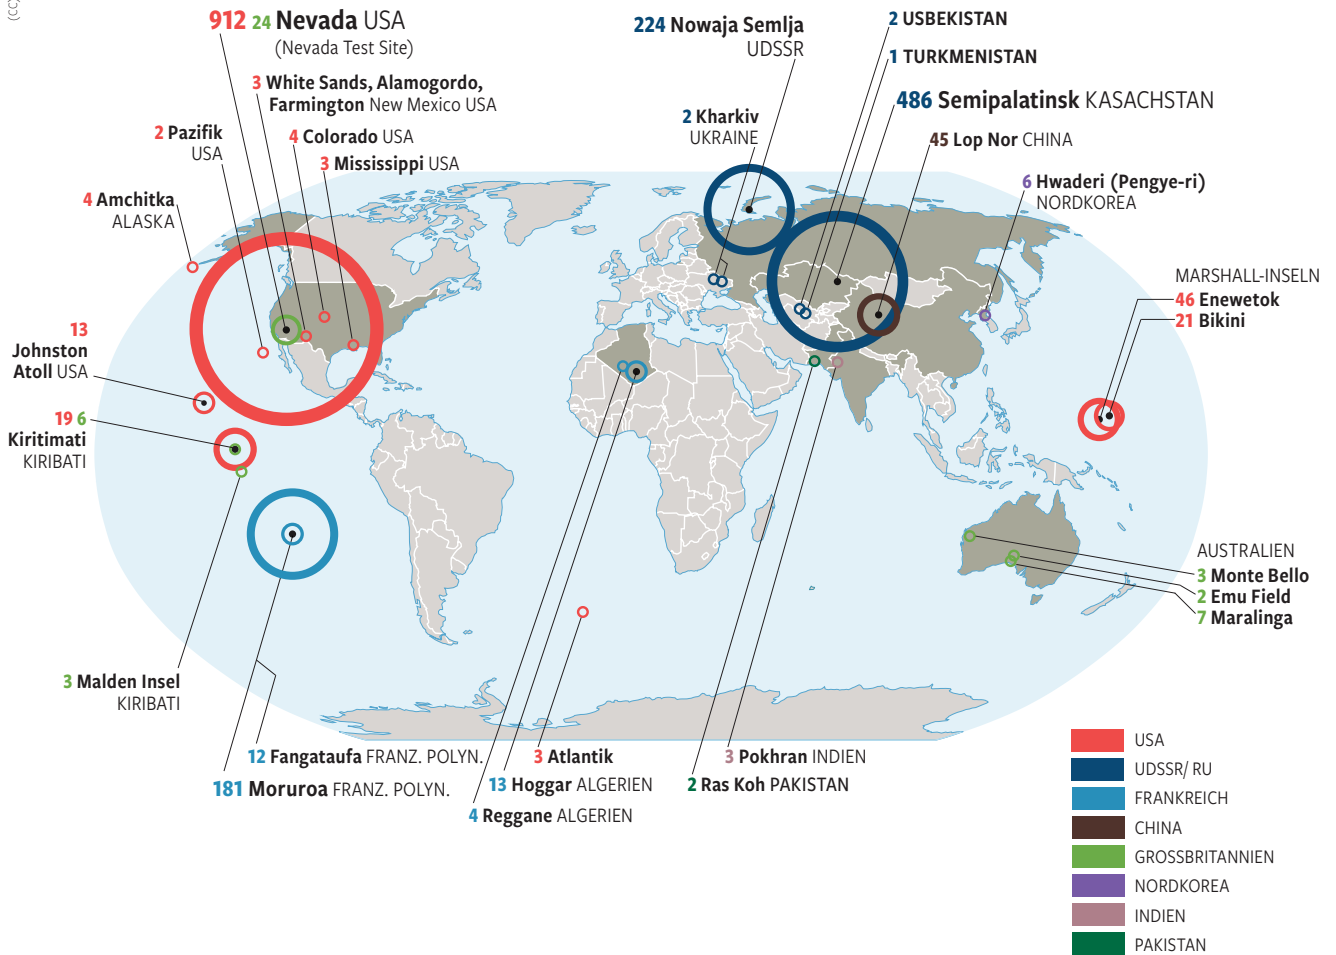 (CC)
912 24 Nevada USA
(Nevada Test Site)
3 White Sands, Alamogordo,
Farmington New Mexico USA
2 Pazifik
USA
4 Colorado USA
3 Mississippi USA
4 Amchitka
ALASKA
13
Johnston
Atoll USA
19 6
Kiritimati
KIRIBATI
3 Malden Insel
KIRIBATI
224 Nowaja Semlja
UDSSR
2 USBEKISTAN
1 TURKMENISTAN
486 Semipalatinsk KASACHSTAN
2 Kharkiv
UKRAINE
45 Lop Nor CHINA
6 Hwaderi (Pengye-ri)
NORDKOREA
MARSHALL-INSELN
46 Enewetok
21 Bikini
AUSTRALIEN
3 Monte Bello
2 Emu Field
7 Maralinga
12 Fangataufa FRANZ. POLYN.
181 Moruroa FRANZ. POLYN.
3 Atlantik
13 Hoggar ALGERIEN
4 Reggane ALGERIEN
3 Pokhran INDIEN
2 Ras Koh PAKISTAN
USA
UDSSR/ RU
FRANKREICH
CHINA
GROSSBRITANNIEN
NORDKOREA
INDIEN
PAKISTAN